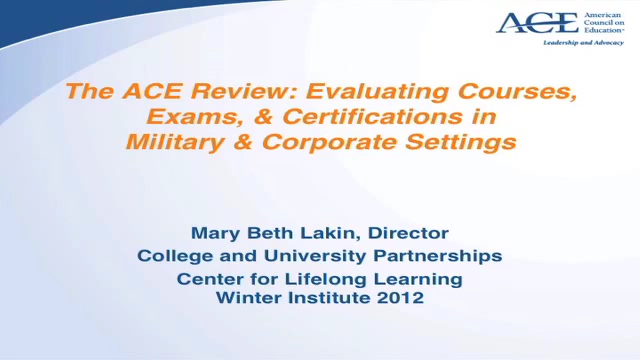 ACE American
Council on
Education
Leadership and Advocacy
The ACE Review: Evaluating Courses,
Exams, & Certifications in
Military & Corporate Settings
Mary Beth Lakin, Director
College and University Partnerships
Center for Lifelong Learning
Winter Institute 2012